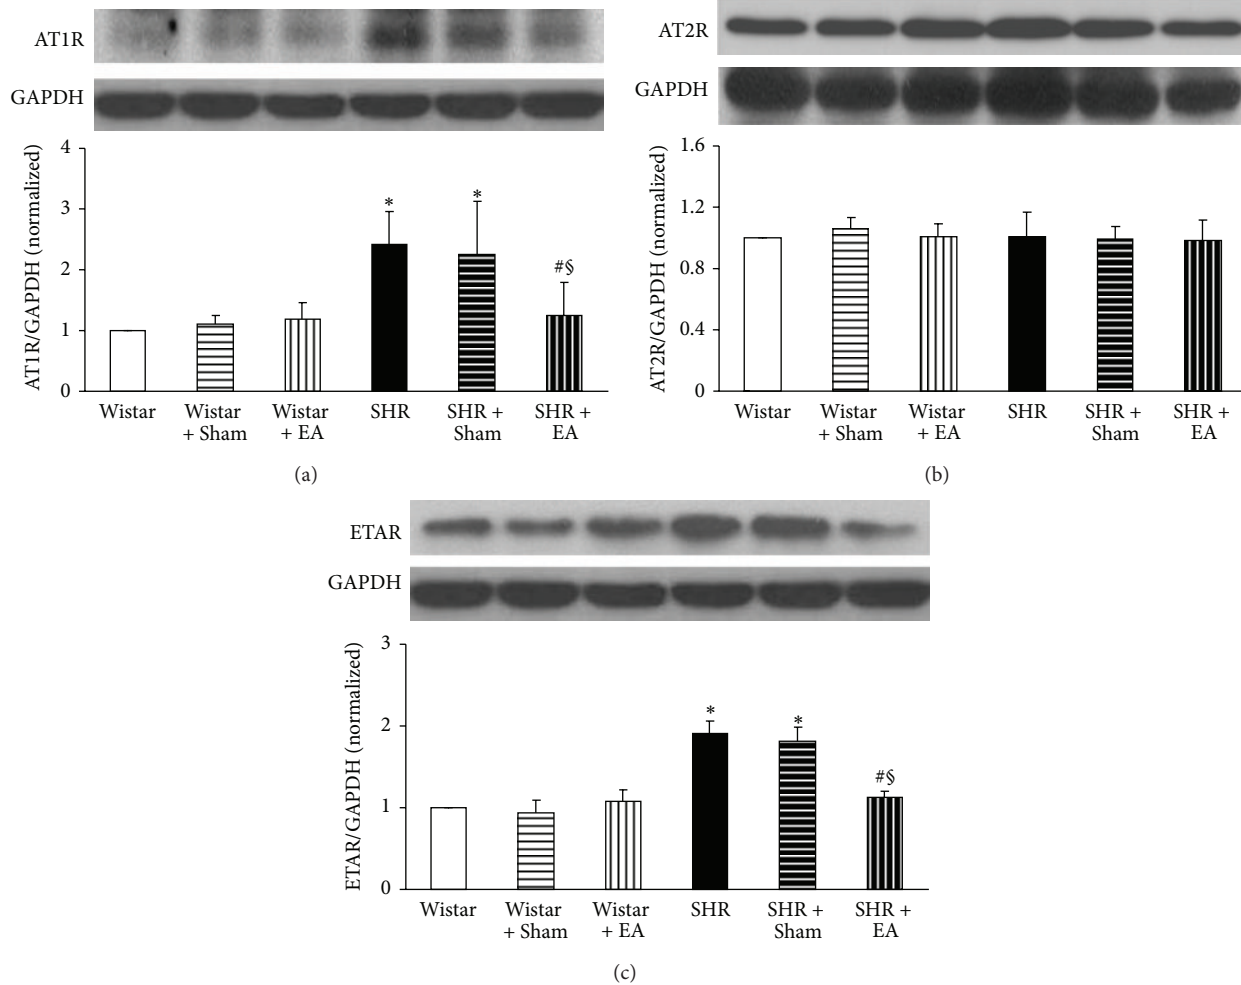 AT1R
GAPDH
AT1R/GAPDH (normalized)
4
3
2
1
0
*
*
#§
Wistar
Wistar
+ Sham
Wistar
+ EA
SHR
SHR +
Sham
SHR +
EA
(a)
AT2R
GAPDH
AT2R/GAPDH (normalized)
1.6
1.2
0.8
0.4
0
Wistar
Wistar
+ Sham
Wistar
+ EA
SHR
SHR +
Sham
SHR +
EA
(b)
ETAR
GAPDH
ETAR/GAPDH (normalized)
3
2
1
0
*
*
#§
Wistar
Wistar
+ Sham
Wistar
+ EA
SHR
SHR +
Sham
SHR +
EA
(c)